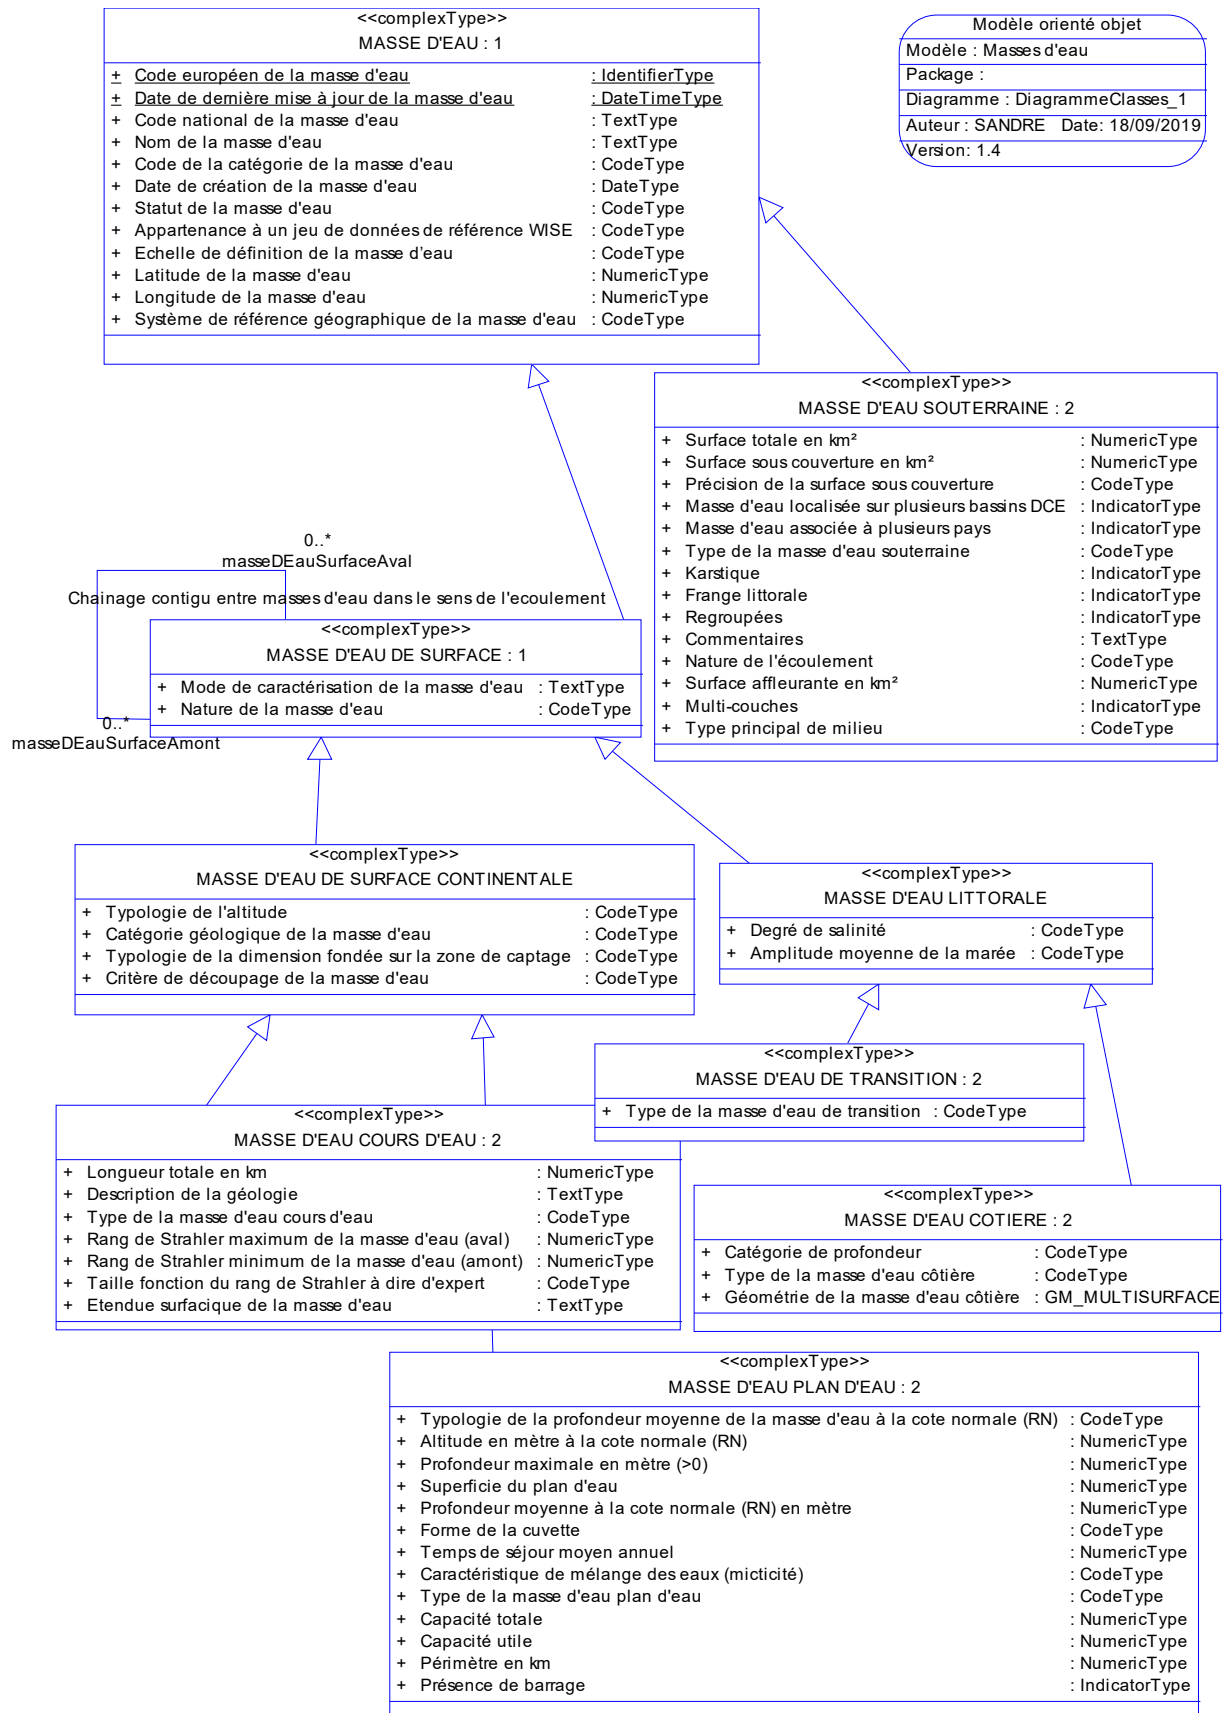 <<complexType>>
MASSE D'EAU : 1
+ Code européen de la masse d'eau : IdentifierType
+ Date de dernière mise à jour de la masse d'eau : DateTimeType
+ Code national de la masse d'eau : TextType
+ Nom de la masse d'eau : TextType
+ Code de la catégorie de la masse d'eau : CodeType
+ Date de création de la masse d'eau : DateType
+ Statut de la masse d'eau : CodeType
+ Appartenance à un jeu de données de référence WISE : CodeType
+ Echelle de définition de la masse d’eau : CodeType
+ Latitude de la masse d'eau : NumericType
+ Longitude de la masse d'eau : NumericType
+ Système de référence géographique de la masse d'eau : CodeType
Modèle orienté objet
Modèle : Masses d'eau
Package :
Diagramme : DiagrammeClasses_1
Auteur : SANDRE Date: 18/09/2019
Version: 1.4
<<complexType>>
MASSE D'EAU SOUTERRAINE : 2
+ Surface totale en km² : NumericType
+ Surface sous couverture en km² : NumericType
+ Précision de la surface sous couverture : CodeType
+ Masse d'eau localisée sur plusieurs bassins DCE : IndicatorType
+ Masse d'eau associée à plusieurs pays : IndicatorType
+ Type de la masse d'eau souterraine : CodeType
+ Karstique : IndicatorType
+ Frange littorale : IndicatorType
+ Regroupées : IndicatorType
+ Commentaires : TextType
+ Nature de l'écoulement : CodeType
+ Surface affleurante en km² : NumericType
+ Multi-couches : IndicatorType
+ Type principal de milieu : CodeType
0..*
masseDEauSurfaceAval
Chainage contigu entre masses d'eau dans le sens de l'ecoulement
<<complexType>>
MASSE D'EAU DE SURFACE : 1
+ Mode de caractérisation de la masse d'eau : TextType
+ Nature de la masse d'eau : CodeType
0..*
masseDEauSurfaceAmont
<<complexType>>
MASSE D'EAU DE SURFACE CONTINENTALE
+ Typologie de l'altitude : CodeType
+ Catégorie géologique de la masse d'eau : CodeType
+ Typologie de la dimension fondée sur la zone de captage : CodeType
+ Critère de découpage de la masse d'eau : CodeType
<<complexType>>
MASSE D'EAU LITTORALE
+ Degré de salinité : CodeType
+ Amplitude moyenne de la marée : CodeType
<<complexType>>
MASSE D'EAU DE TRANSITION : 2
+ Type de la masse d'eau de transition : CodeType
<<complexType>>
MASSE D'EAU COURS D'EAU : 2
+ Longueur totale en km : NumericType
+ Description de la géologie : TextType
+ Type de la masse d'eau cours d'eau : CodeType
+ Rang de Strahler maximum de la masse d'eau (aval) : NumericType
+ Rang de Strahler minimum de la masse d'eau (amont) : NumericType
+ Taille fonction du rang de Strahler à dire d'expert : CodeType
+ Etendue surfacique de la masse d'eau : TextType
<<complexType>>
MASSE D'EAU COTIERE : 2
+ Catégorie de profondeur : CodeType
+ Type de la masse d'eau côtière : CodeType
+ Géométrie de la masse d'eau côtière : GM_MULTISURFACE
<<complexType>>
MASSE D'EAU PLAN D'EAU : 2
+ Typologie de la profondeur moyenne de la masse d'eau à la cote normale (RN) : CodeType
+ Altitude en mètre à la cote normale (RN) : NumericType
+ Profondeur maximale en mètre (>0) : NumericType
+ Superficie du plan d'eau : NumericType
+ Profondeur moyenne à la cote normale (RN) en mètre : NumericType
+ Forme de la cuvette : CodeType
+ Temps de séjour moyen annuel : NumericType
+ Caractéristique de mélange des eaux (micticité) : CodeType
+ Type de la masse d'eau plan d'eau : CodeType
+ Capacité totale : NumericType
+ Capacité utile : NumericType
+ Périmètre en km : NumericType
+ Présence de barrage : IndicatorType